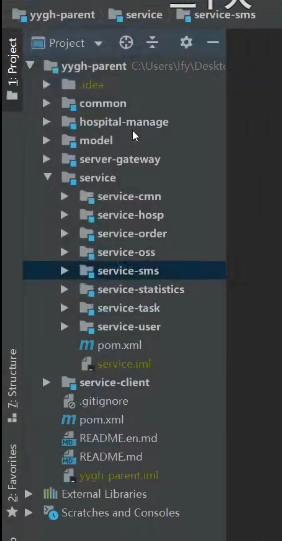 yygh-parent service service-sms
1: Project
Project
yygh-parent C:\Users\lfy\Deskto
.idea
common
hospital-manage
model
server-gateway
service
service-cmn
service-hosp
service-order
service-oss
service-sms
service-statistics
service-task
service-user
pom.xml
service.iml
service-client
.gitignore
pom.xml
README.en.md
README.md
yygh-parent.iml
External Libraries
Scratches and Consoles
7: Structure
2: Favorites